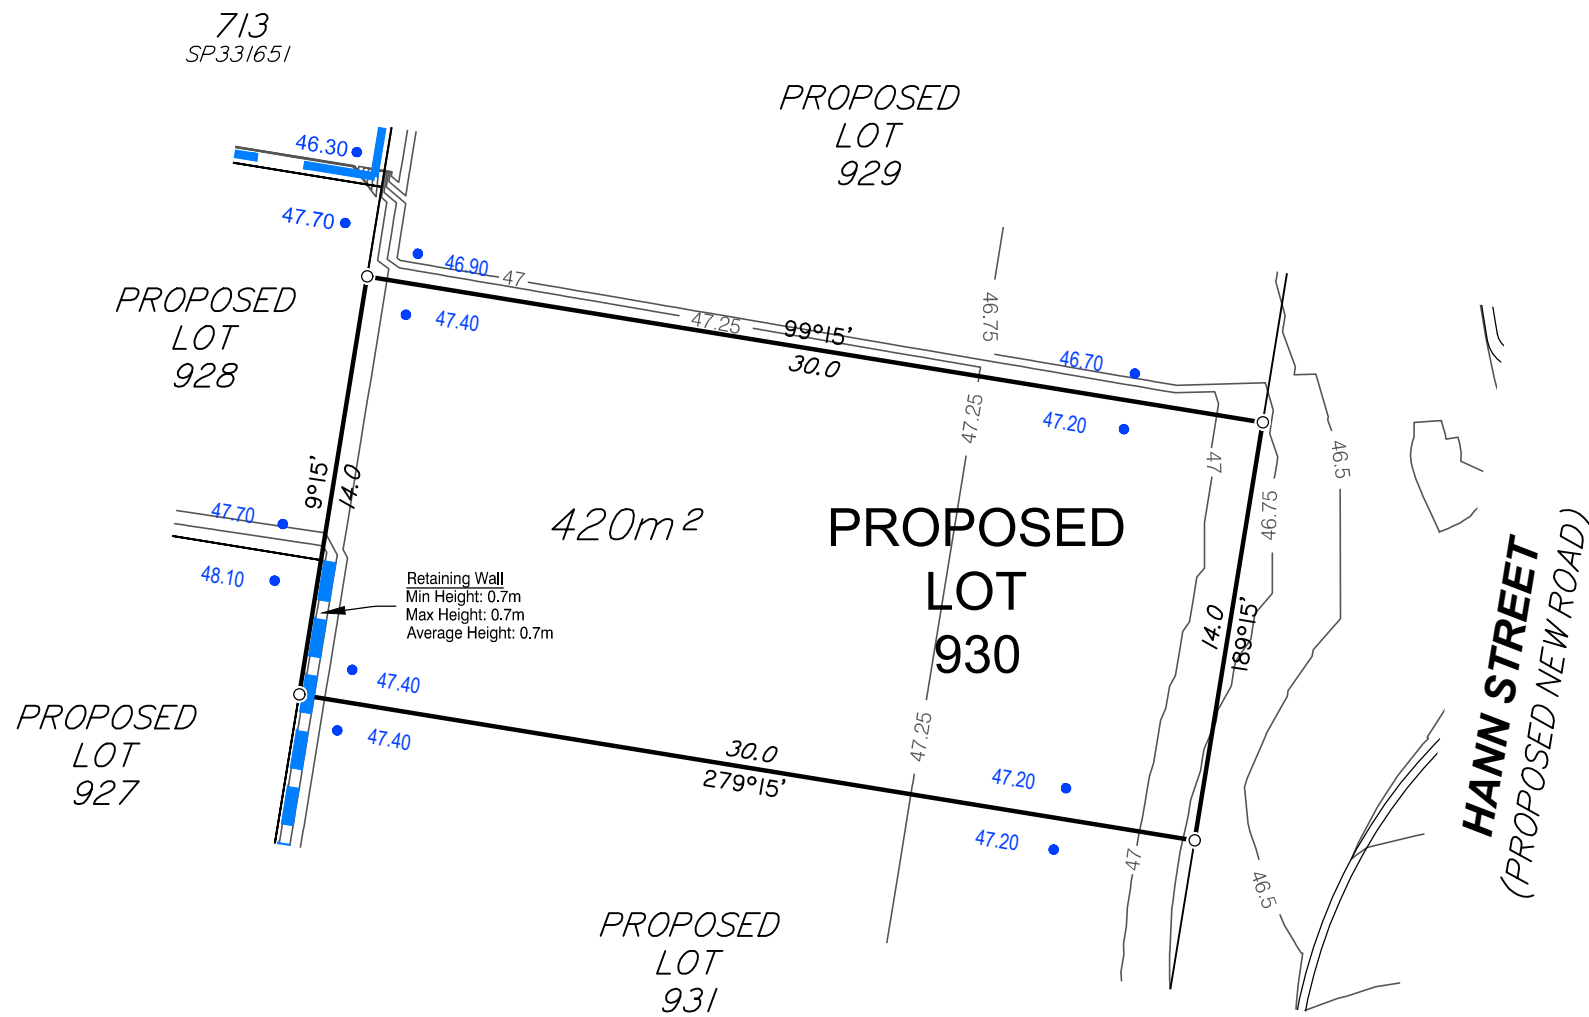 713
SP331651
PROPOSED
LOT
929
46.30
47.70
46.90
47
47.40
47.25
99°15'
30.0
46.75
46.70
47.20
PROPOSED
LOT
928
9°15'
14.0
47.25
47
46.5
46.75
47.70
48.10
420m²
PROPOSED
LOT
930
Retaining Wall
Min Height: 0.7m
Max Height: 0.7m
Average Height: 0.7m
14.0
189°15'
HANN STREET
(PROPOSED NEW ROAD)
47.40
47.40
PROPOSED
LOT
927
30.0
279°15'
47.25
47.20
47.20
47
46.5
PROPOSED
LOT
931